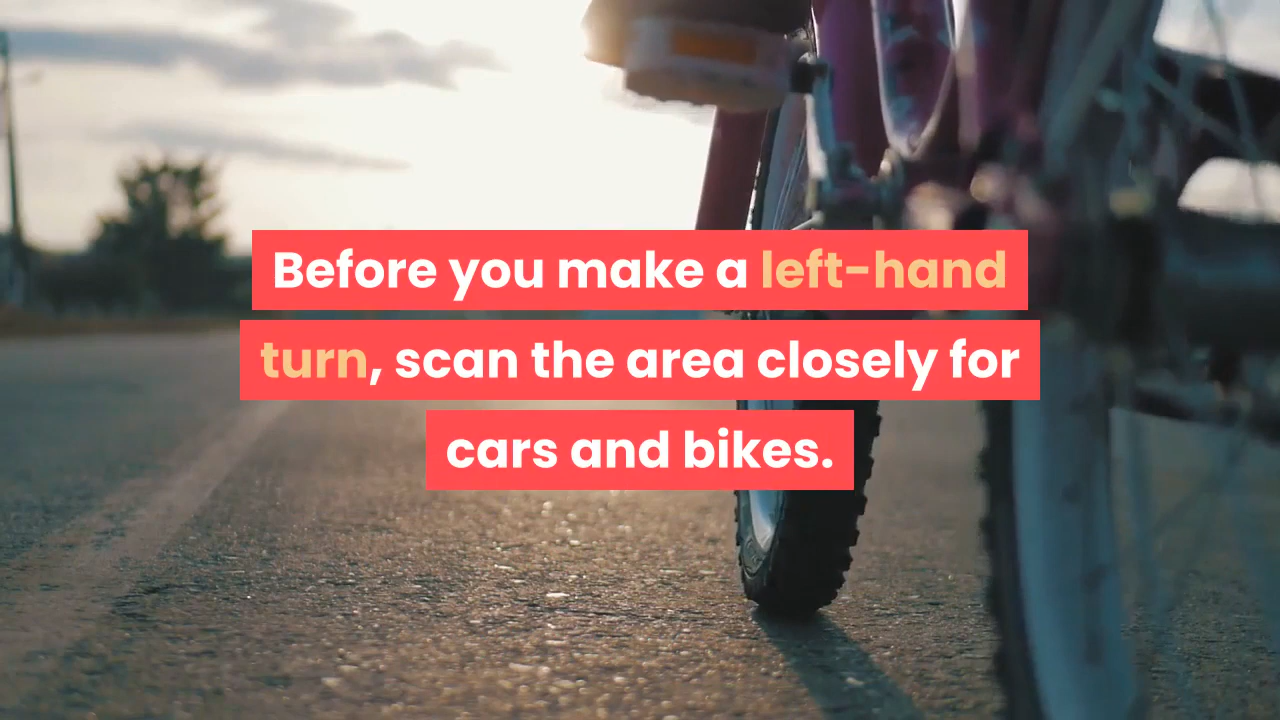 Before you make a left-hand
turn, scan the area closely for
cars and bikes.